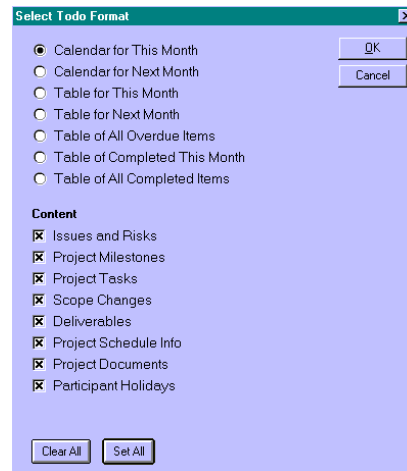 Select Todo Format
Calendar for This Month
Calendar for Next Month
Table for This Month
Table for Next Month
Table of All Overdue Items
Table of Completed This Month
Table of All Completed Items
OK
Cancel
Content
Issues and Risks
Project Milestones
Project Tasks
Scope Changes
Deliverables
Project Schedule Info
Project Documents
Participant Holidays
Clear All
Set All